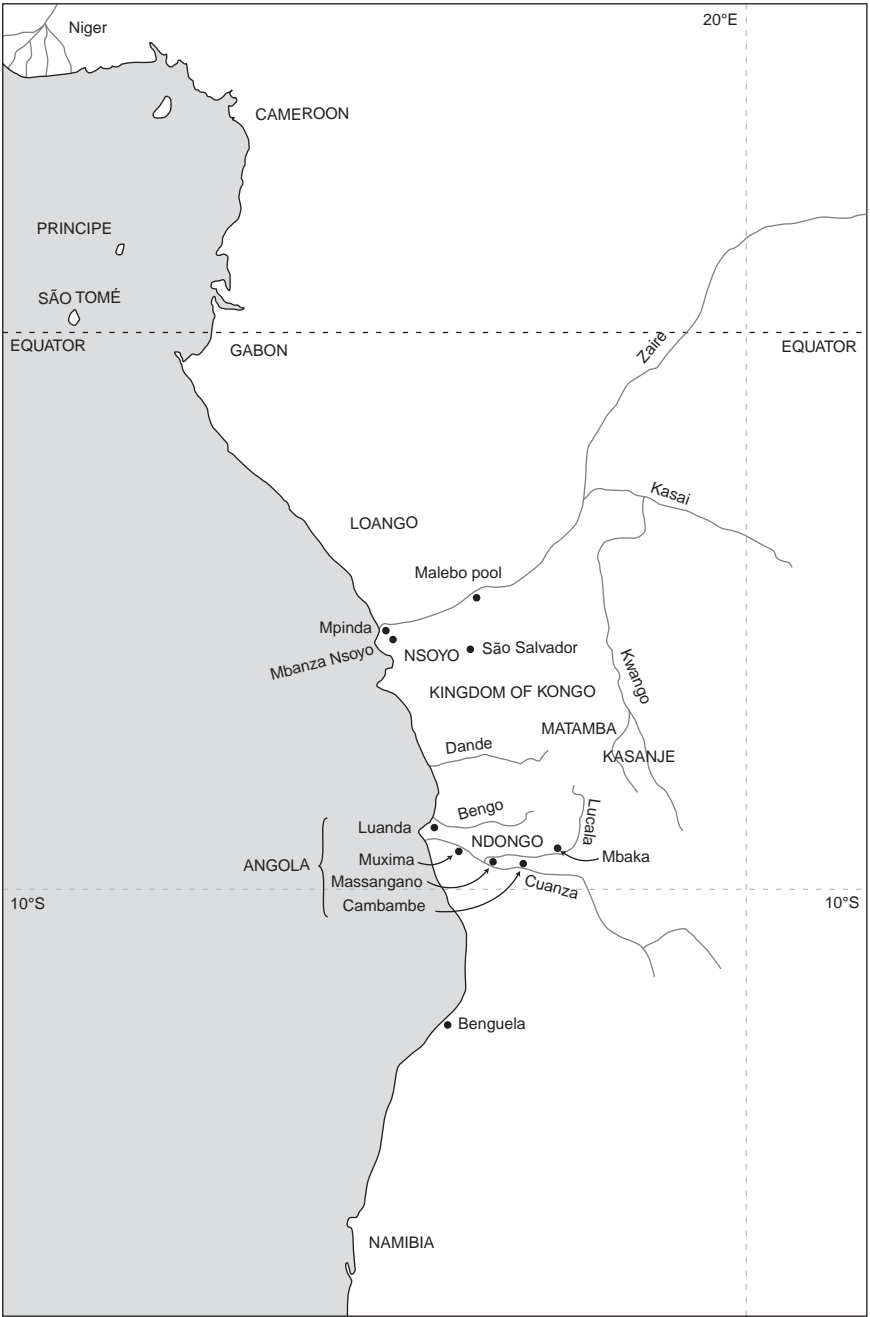 20°E
Niger
CAMEROON
PRINCIPE
SÃO TOMÉ
EQUATOR
GABON
EQUATOR
Zaire
Kasai
LOANGO
Malebo pool
Mpinda
Mbanza Nsoyo
NSOYO
São Salvador
Kwango
KINGDOM OF KONGO
MATAMBA
Dande
KASANJE
Bengo
Lucala
Luanda
NDONGO
Mbaka
ANGOLA
Muxima
Massangano
Cuanza
Cambambe
10°S
10°S
Benguela
NAMIBIA